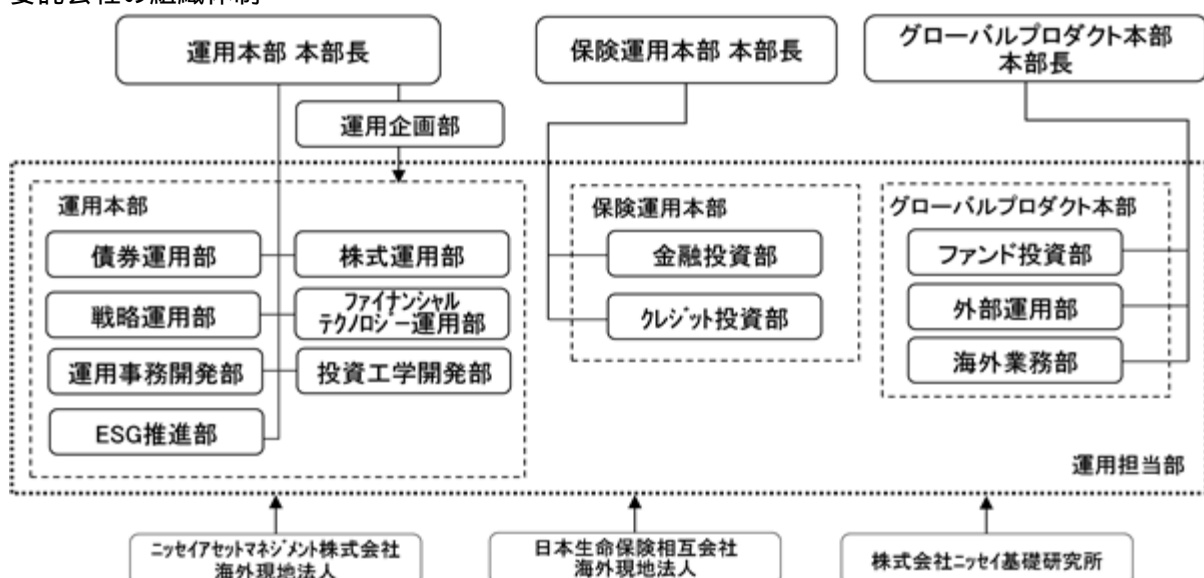 委託会社の組織体制
運用本部 本部長
保険運用本部 本部長
グローバルプロダクト本部
本部長
運用企画部
運用本部
債券運用部
株式運用部
戦略運用部
ファイナンシャル
テクノロジー運用部
運用事務開発部
投資工学開発部
ESG推進部
保険運用本部
金融投資部
クレジット投資部
グローバルプロダクト本部
ファンド投資部
外部運用部
海外業務部
運用担当部
ニッセイアセットマネジメント株式会社
海外現地法人
日本生命保険相互会社
海外現地法人
株式会社ニッセイ基礎研究所